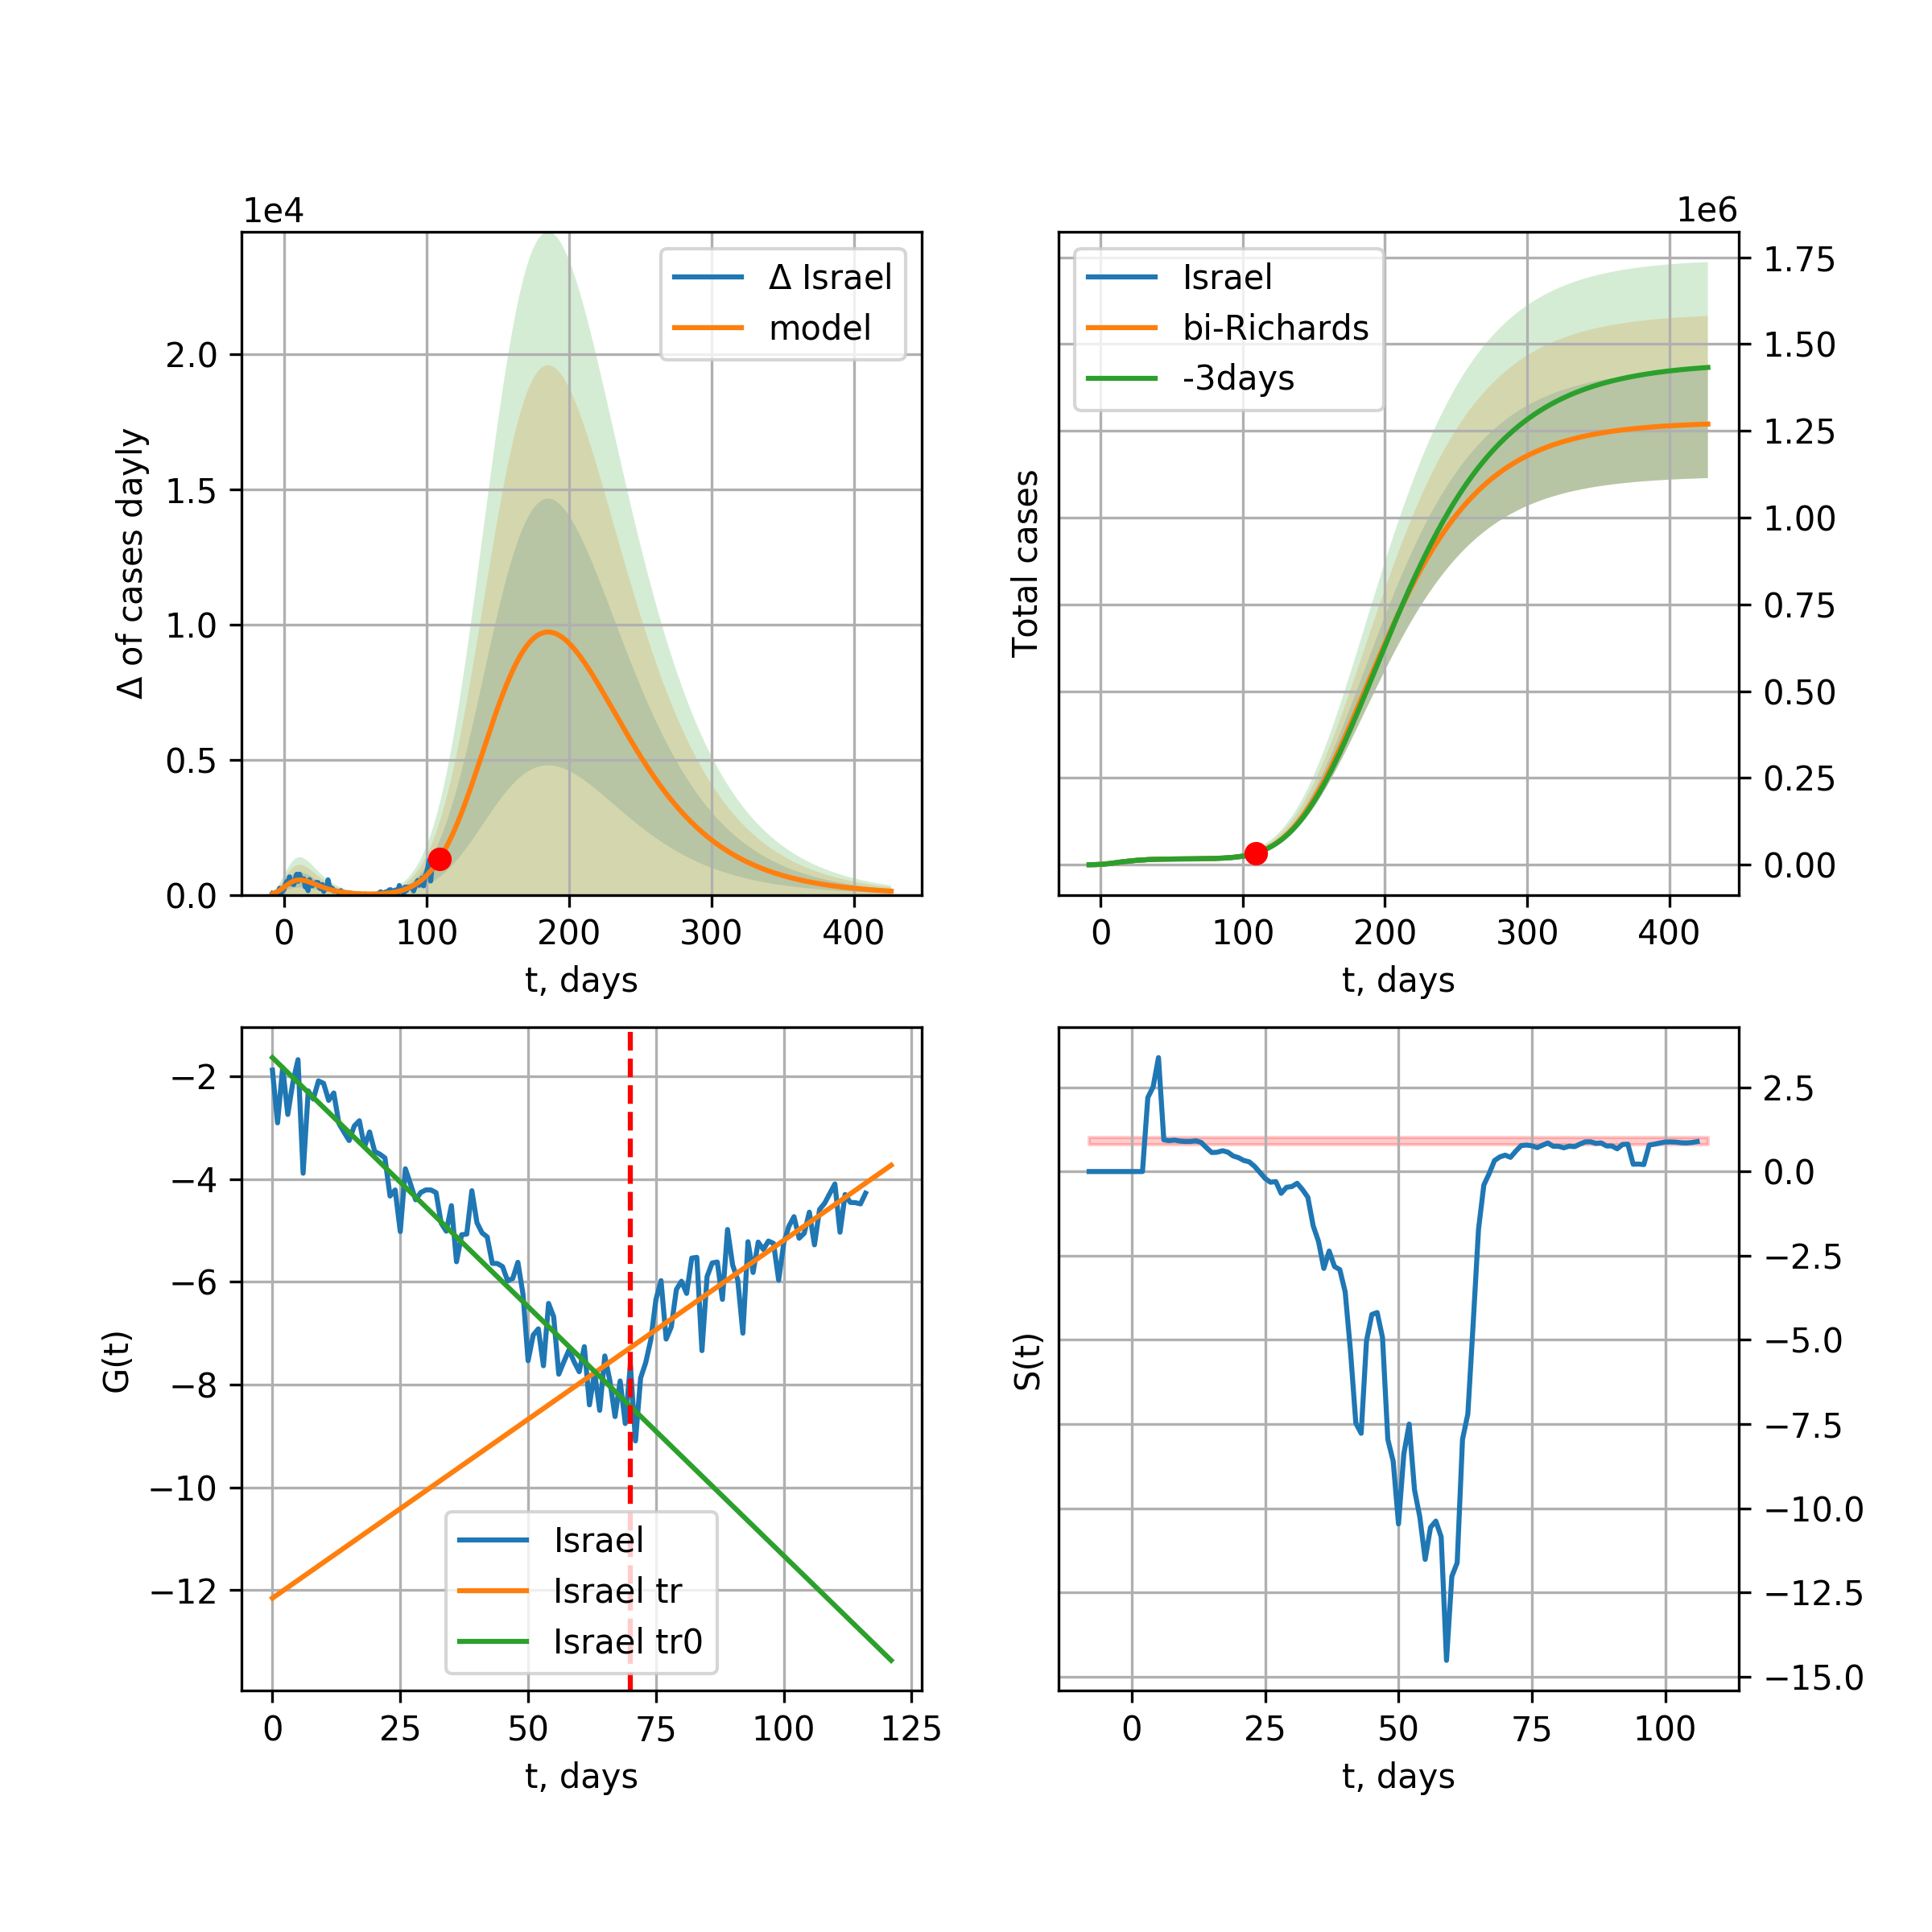 1e4
Δ of cases dayly
2.0
1.5
1.0
0.5
0.0
Δ Israel
model
0 100 200 300 400
t, days
1e6
Total cases
Israel
bi-Richards
-3days
1.75
1.50
1.25
1.00
0.75
0.50
0.25
0.00
0 100 200 300 400
t, days
G(t)
−2
−4
−6
−8
−10
−12
Israel
Israel tr
Israel tr0
0 25 50 75 100 125
t, days
S(t)
2.5
0.0
−2.5
−5.0
−7.5
−10.0
−12.5
−15.0
0 25 50 75 100
t, days